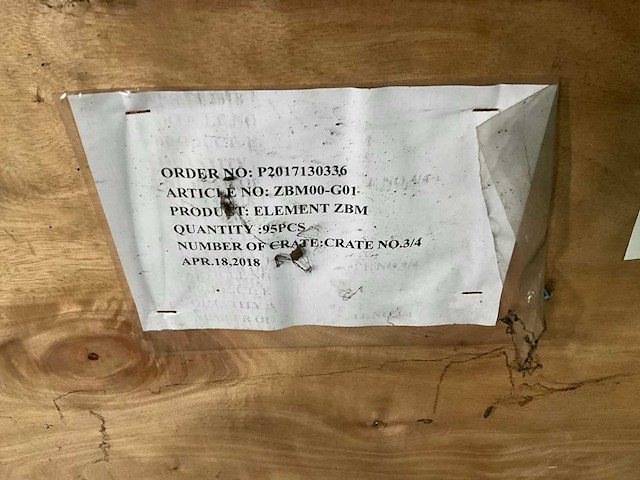 ORDER NO: P2017130336
ARTICLE NO: ZBM00-G01
PRODUCT: ELEMENT ZBM
QUANTITY :95PCS
NUMBER OF CRATE:CRATE NO.3/4
APR.18.2018